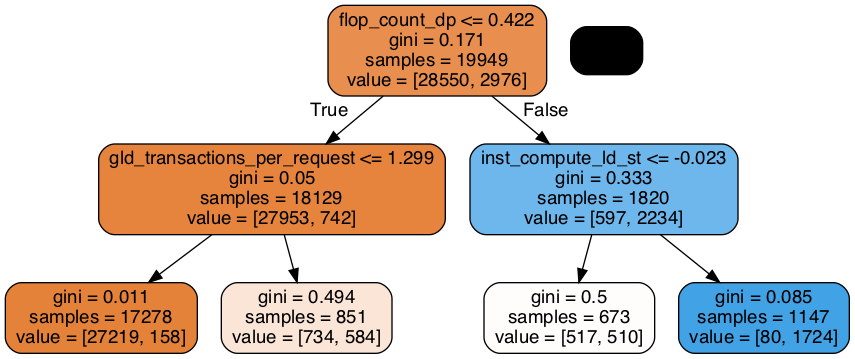 flop_count_dp <= 0.422
gini = 0.171
samples = 19949
value = [28550, 2976]
True
False
gld_transactions_per_request <= 1.299
gini = 0.05
samples = 18129
value = [27953, 742]
inst_compute_ld_st <= -0.023
gini = 0.333
samples = 1820
value = [597, 2234]
gini = 0.011
samples = 17278
value = [27219, 158]
gini = 0.494
samples = 851
value = [734, 584]
gini = 0.5
samples = 673
value = [517, 510]
gini = 0.085
samples = 1147
value = [80, 1724]